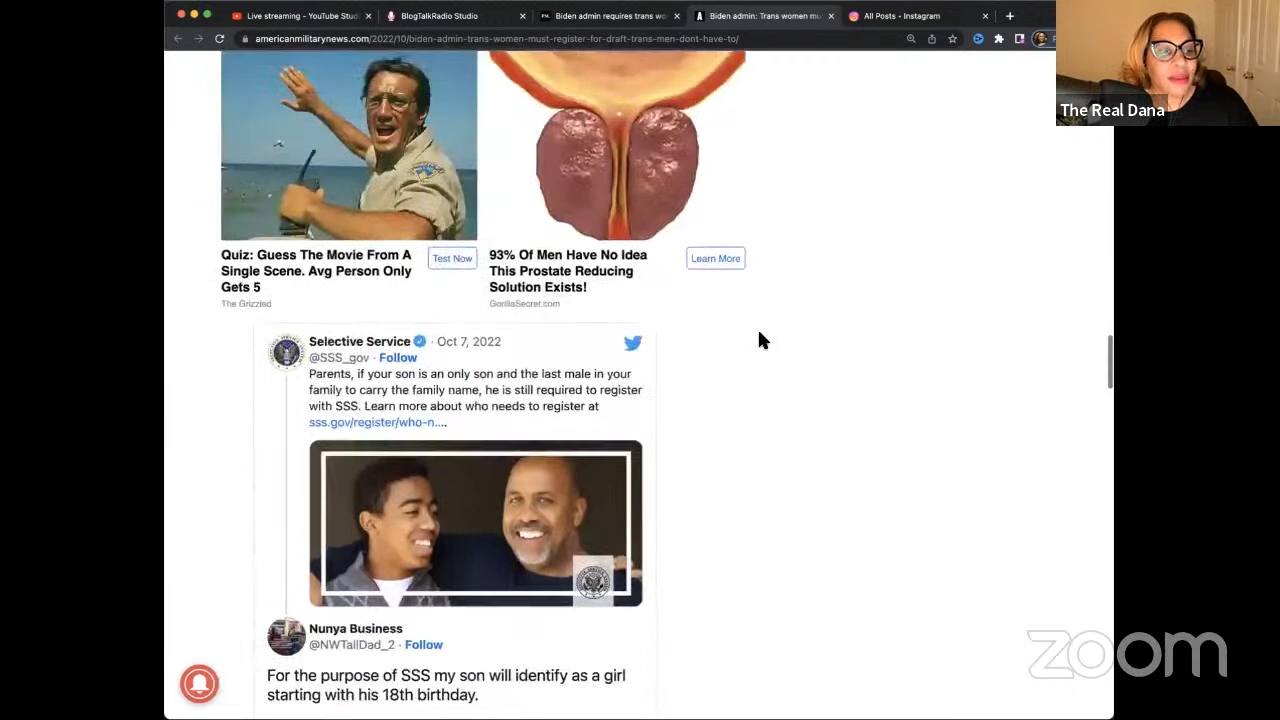 Live streaming - YouTube Stud
BlogTalkRadio Studio
Biden admin requires trans wo
Biden admin: Trans women mu
All Posts - Instagram
americanmilitarynews.com/2022/10/biden-admin-trans-women-must-register-for-draft-trans-men-dont-have-to/
The Real Dana
Quiz: Guess The Movie From A
Single Scene. Avg Person Only
Gets 5
Test Now
The Grizzled
93% Of Men Have No Idea
This Prostate Reducing
Solution Exists!
Learn More
GorillaSecret.com
Selective Service · Oct 7, 2022
@SSS_gov · Follow
Parents, if your son is an only son and the last male in your
family to carry the family name, he is still required to register
with SSS. Learn more about who needs to register at
sss.gov/register/who-n....
Nunya Business
@NWTallDad_2 · Follow
For the purpose of SSS my son will identify as a girl
starting with his 18th birthday.
zoom